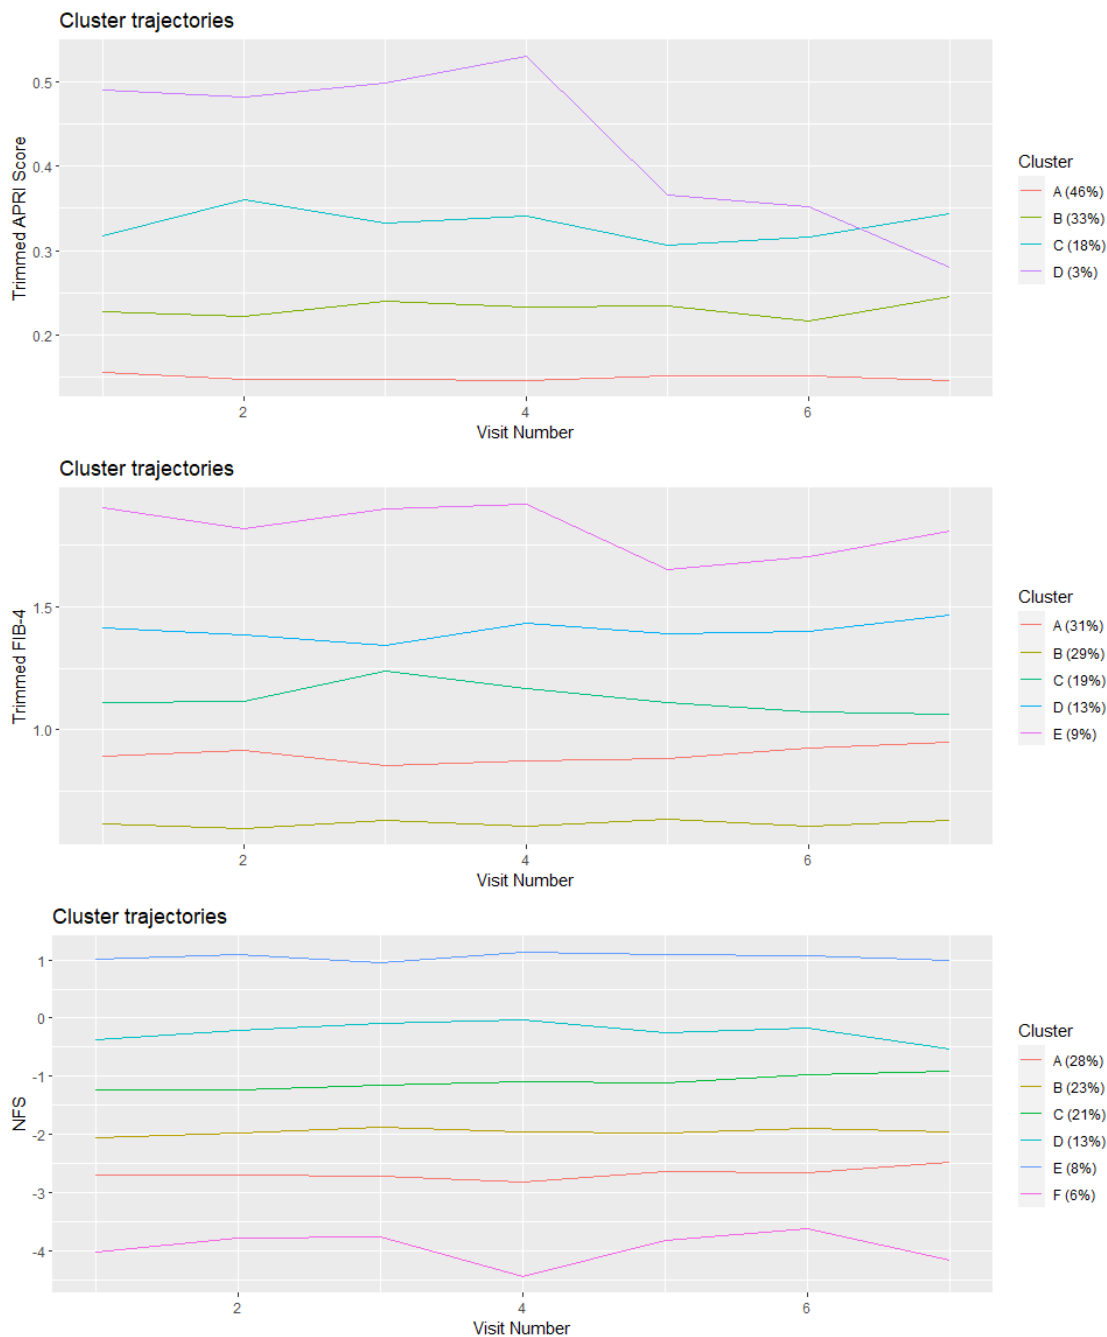 Cluster trajectories
0.5
0.4
0.3
0.2
Trimmed APRI Score
2
4
6
Visit Number
Cluster
A (46%)
B (33%)
C (18%)
D (3%)
Cluster trajectories
1.5
1.0
Trimmed FIB-4
2
4
6
Visit Number
Cluster
A (31%)
B (29%)
C (19%)
D (13%)
E (9%)
Cluster trajectories
1
0
-1
-2
-3
-4
NFS
2
4
6
Visit Number
Cluster
A (28%)
B (23%)
C (21%)
D (13%)
E (8%)
F (6%)